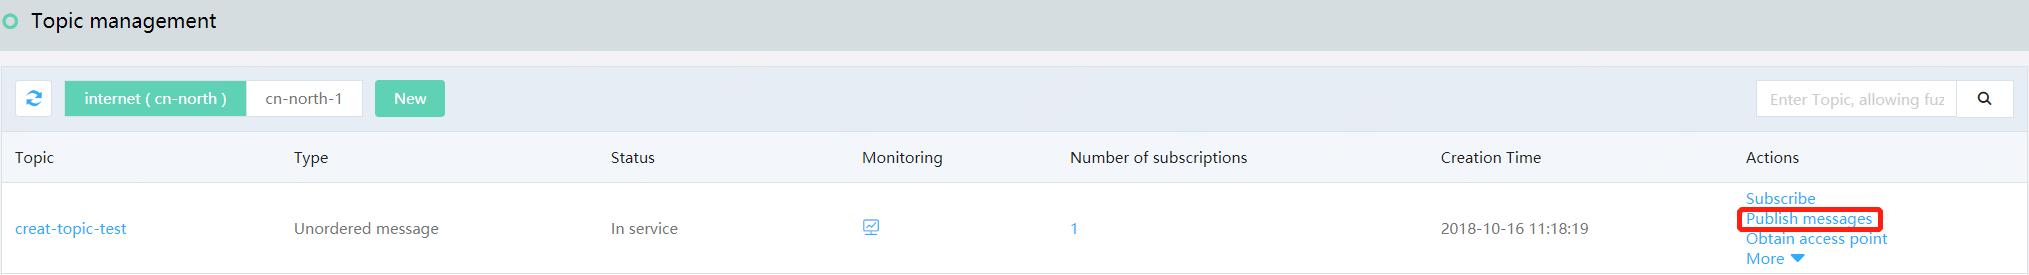 Topic management
internet ( cn-north ) cn-north-1 New Enter Topic, allowing fuz
Topic Type Status Monitoring Number of subscriptions Creation Time Actions
Subscribe
Publish messages
creat-topic-test Unordered message In service 1 2018-10-16 11:18:19
Obtain access point
More